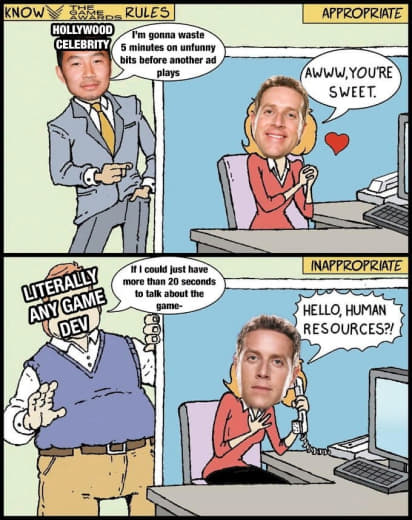 KNOW THE GAME AWARDS RULES
APPROPRIATE
HOLLYWOOD
CELEBRITY
I'm gonna waste
5 minutes on unfunny
bits before another ad
plays
AWWW, YOU'RE
SWEET.
INAPPROPRIATE
LITERALLY
ANY GAME
DEV
If I could just have
more than 20 seconds
to talk about the
game-
HELLO, HUMAN
RESOURCES?!